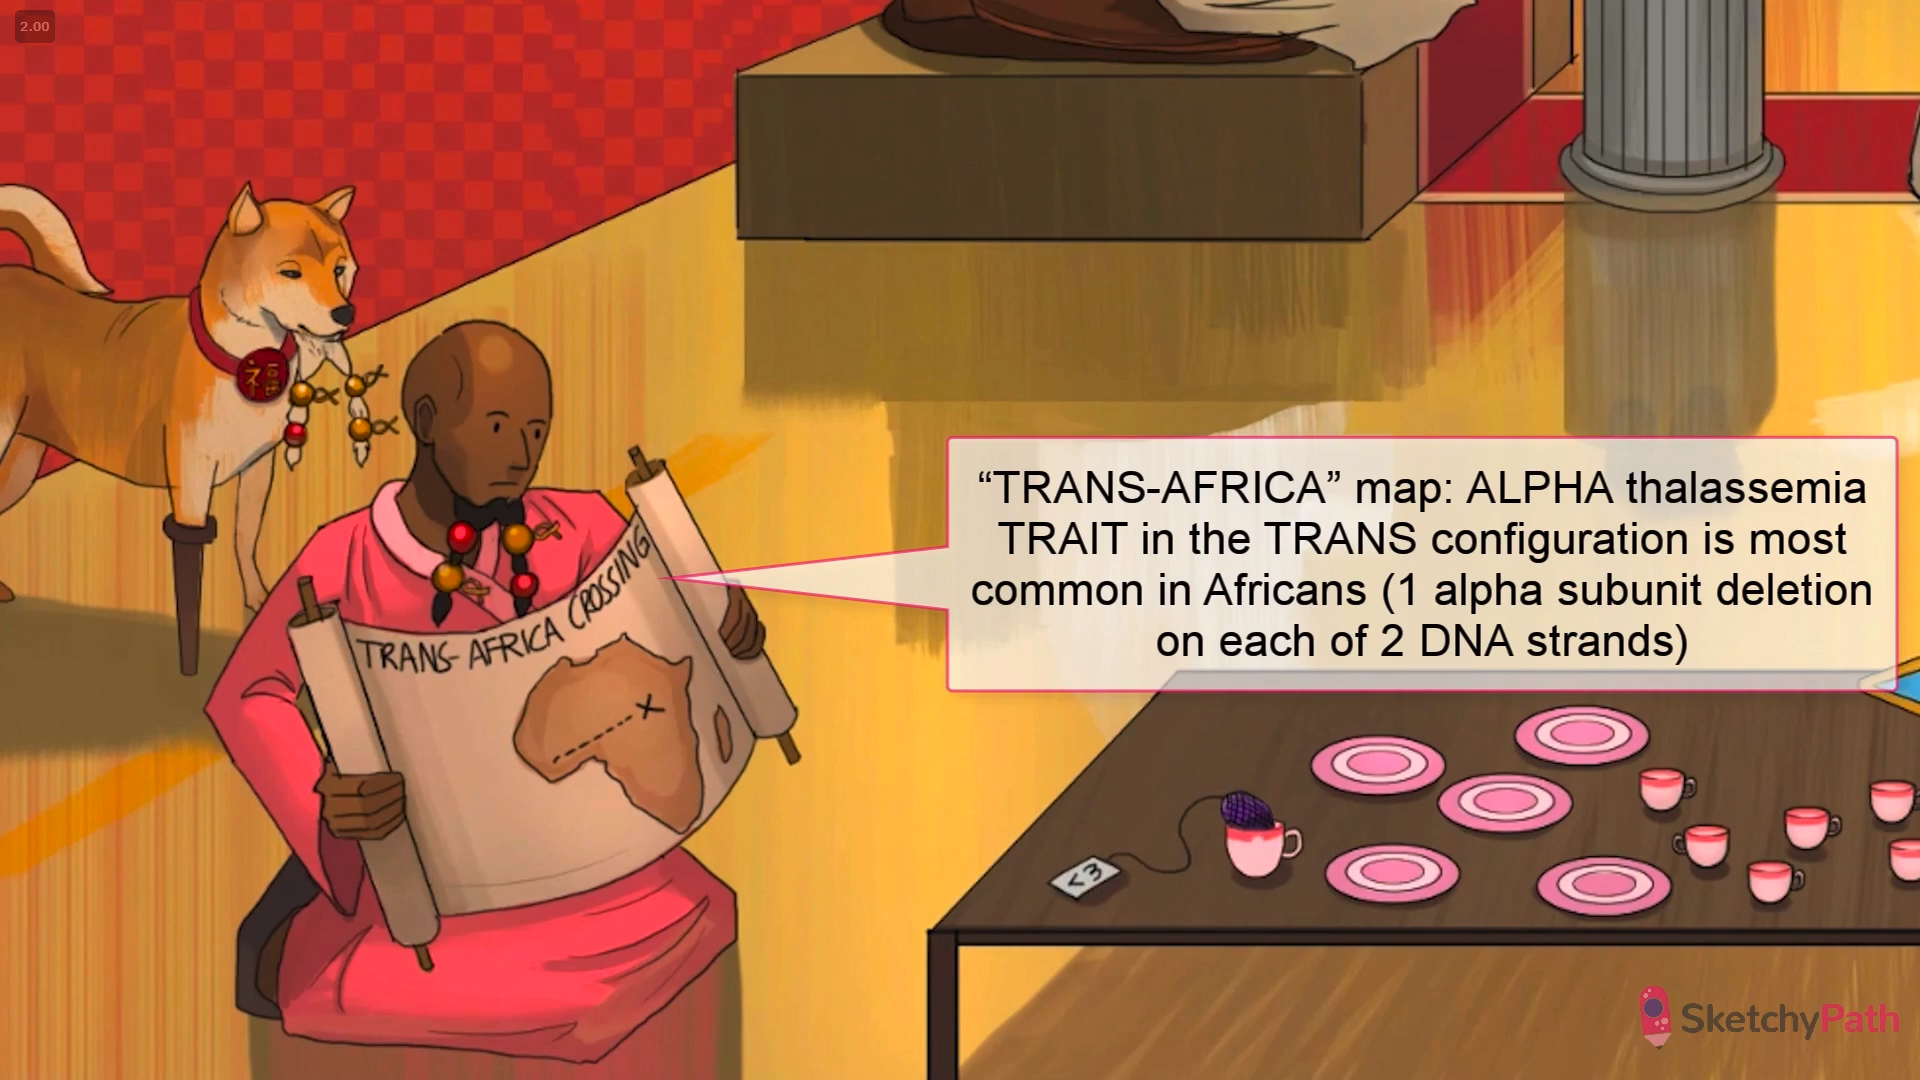 2.00
福
“TRANS-AFRICA” map: ALPHA thalassemia
TRAIT in the TRANS configuration is most
common in Africans (1 alpha subunit deletion
on each of 2 DNA strands)
TRANS-AFRICA CROSSING
X
<3
SketchyPath